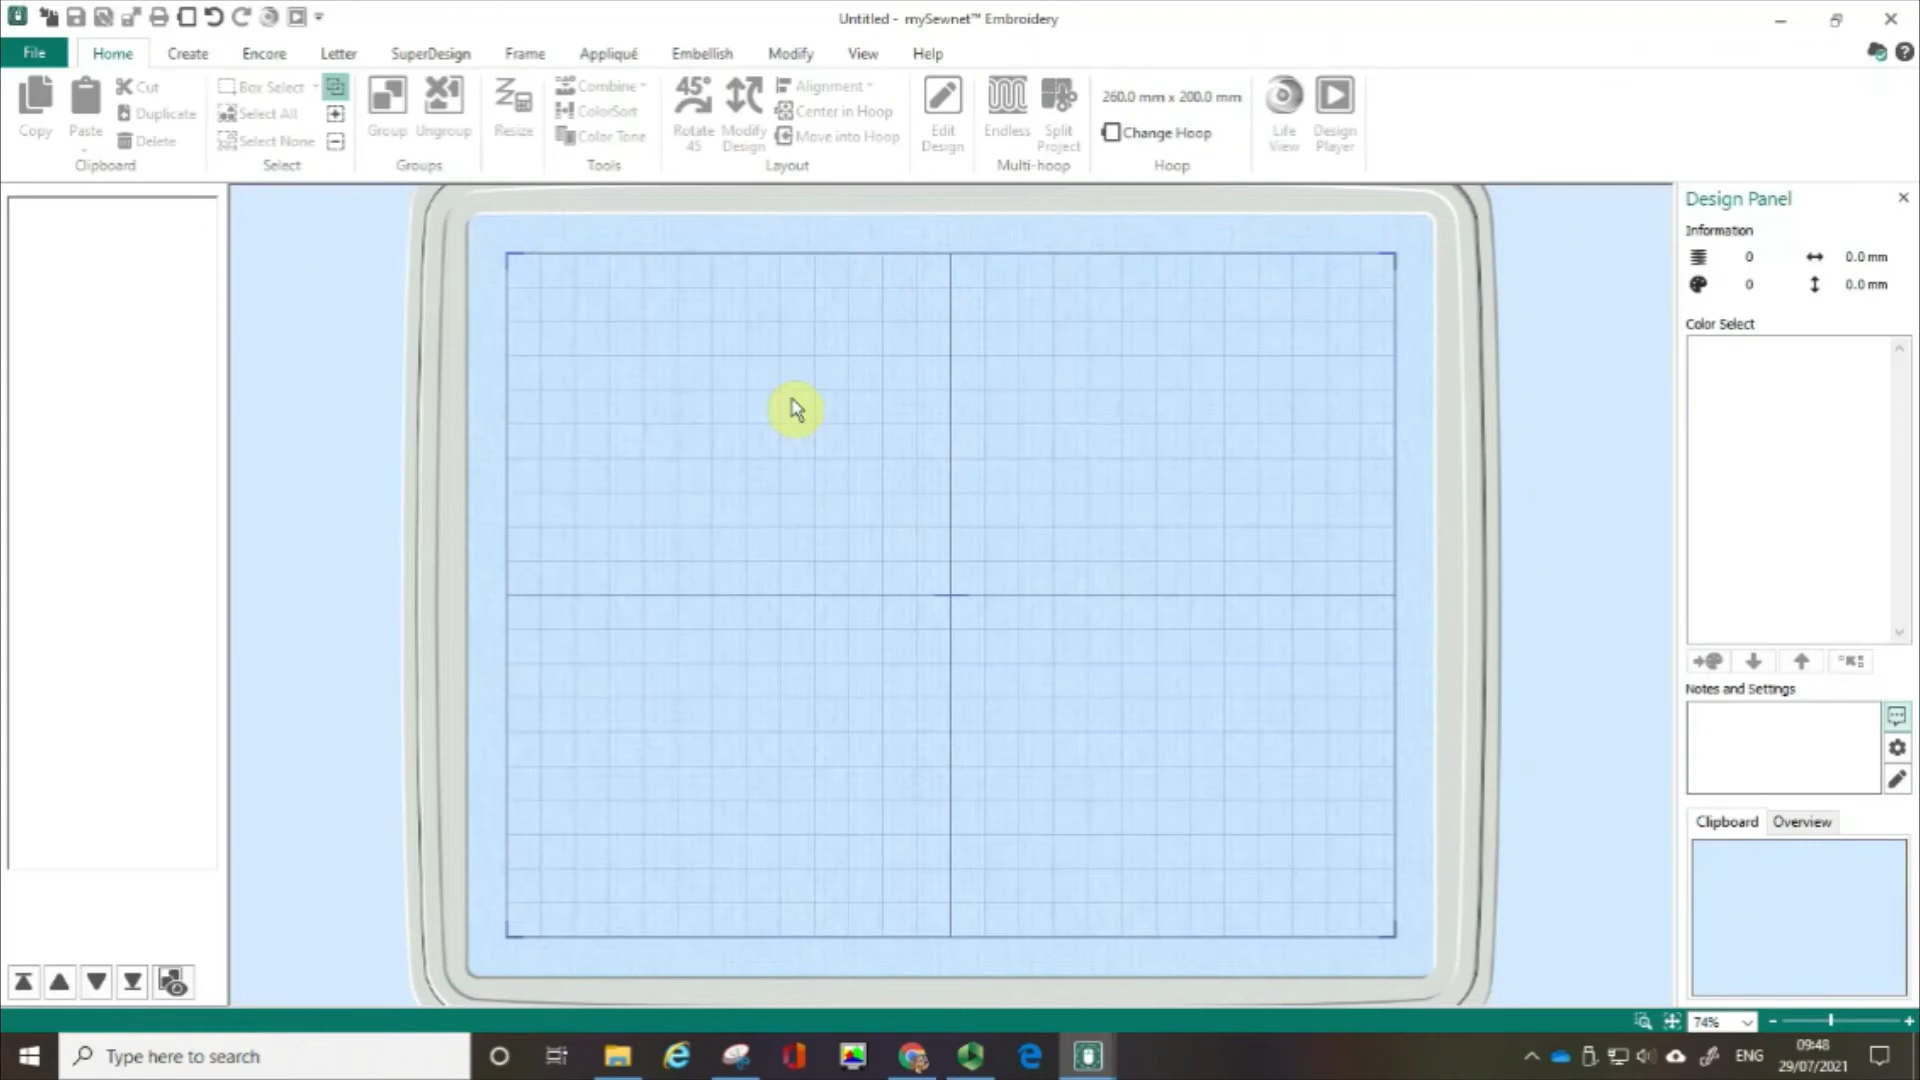 Untitled - mySewnet™ Embroidery
File Home Create Encore Letter SuperDesign Frame Appliqué Embellish Modify View Help
Copy
Paste
Cut
Duplicate
Delete
Clipboard
Box Select
Select All
Select None
Select
Group
Ungroup
Groups
Resize
Combine
ColorSort
Color Tone
Tools
45°
Rotate
45
Modify
Design
Alignment
Center in Hoop
Move into Hoop
Layout
Edit
Design
Endless
Split
Project
Multi-hoop
260.0 mm x 200.0 mm
Change Hoop
Hoop
Life
View
Design
Player
Design Panel
Information
0 0.0 mm
0 0.0 mm
Color Select
Notes and Settings
Clipboard Overview
74%
Type here to search
ENG
09:48
29/07/2021